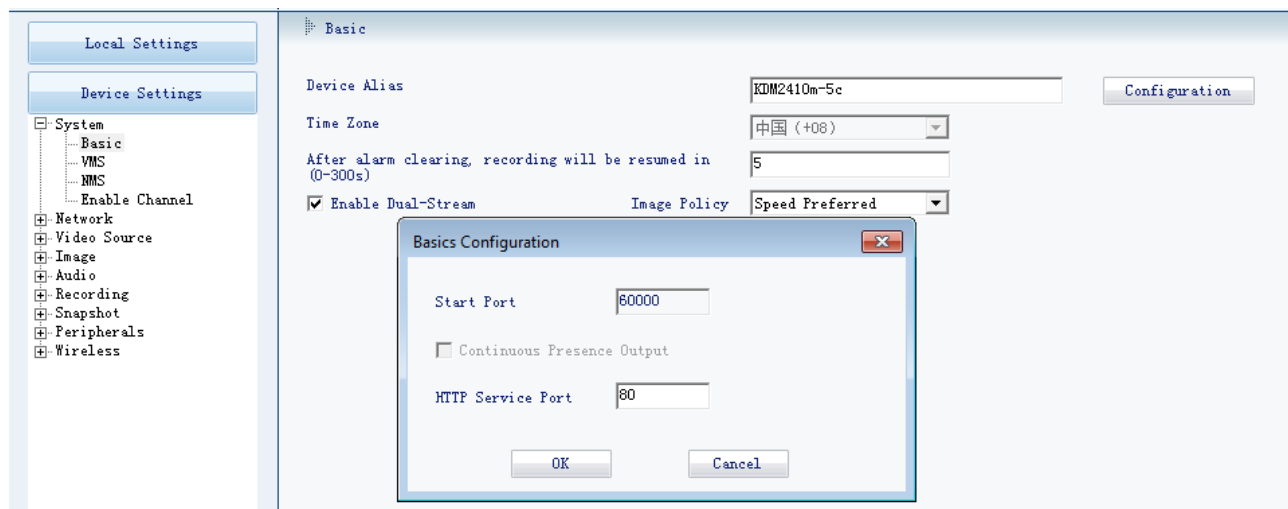 Local Settings
Device Settings
System
Basic
VMS
NMS
Enable Channel
Network
Video Source
Image
Audio
Recording
Snapshot
Peripherals
Wireless
Basic
Device Alias
KDM2410m-5c
Configuration
Time Zone
中国 (+08)
After alarm clearing, recording will be resumed in
(0-300s)
5
Enable Dual-Stream
Image Policy
Speed Preferred
Basics Configuration
Start Port
60000
Continuous Presence Output
HTTP Service Port
80
OK
Cancel